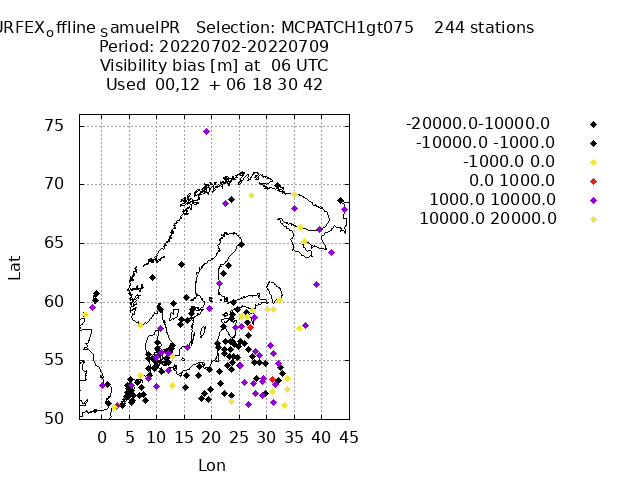 URFEXoffline samuelPR   Selection: MCPATCH1gt075    244 stations
Period: 20220702-20220709
Visibility bias [m] at  06 UTC
Used  00,12 + 06 18 30 42
-20000.0-10000.0
-10000.0 -1000.0
-1000.0 0.0
0.0 1000.0
1000.0 10000.0
10000.0 20000.0
75
70
65
60
55
50
Lat
0 5 10 15 20 25 30 35 40 45
Lon